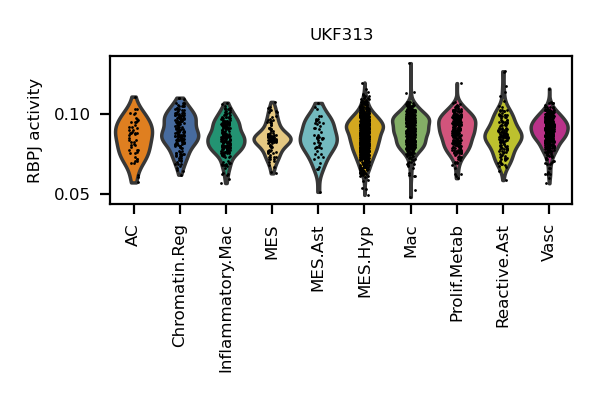 UKF313
RBPJ activity
0.10
0.05
AC
Chromatin.Reg
Inflammatory.Mac
MES
MES.Ast
MES.Hyp
Mac
Prolif.Metab
Reactive.Ast
Vasc